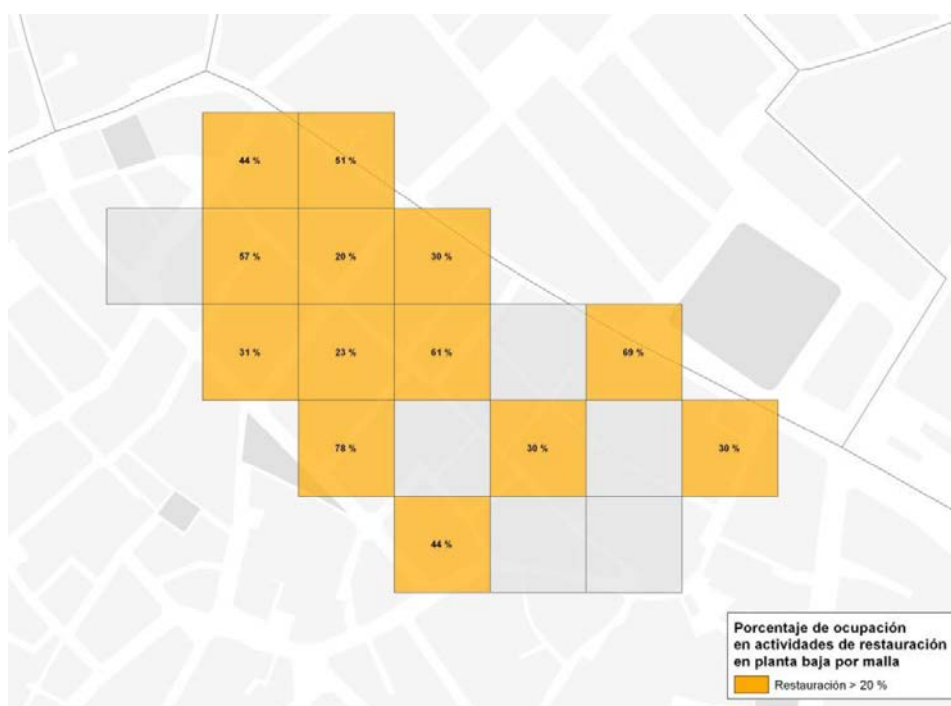 44 % 51 %
57 % 20 % 30 %
31 % 23 % 61 % 69 %
78 % 30 % 30 %
44 %
Porcentaje de ocupación
en actividades de restauración
en planta baja por malla
Restauración > 20 %